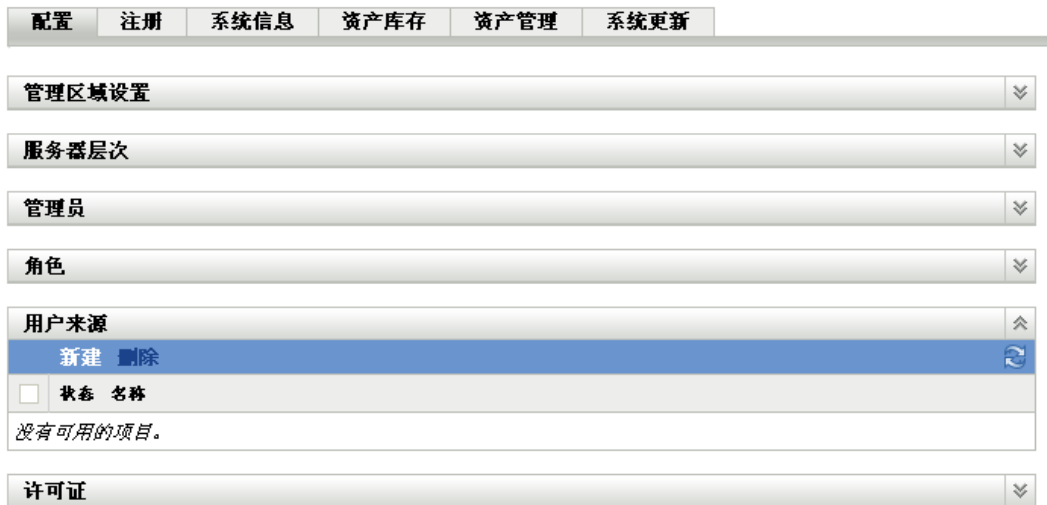 配置 注册 系统信息 资产库存 资产管理 系统更新
管理区域设置
服务器层次
管理员
角色
用户来源
新建 删除
状态 名称
没有可用的项目。
许可证